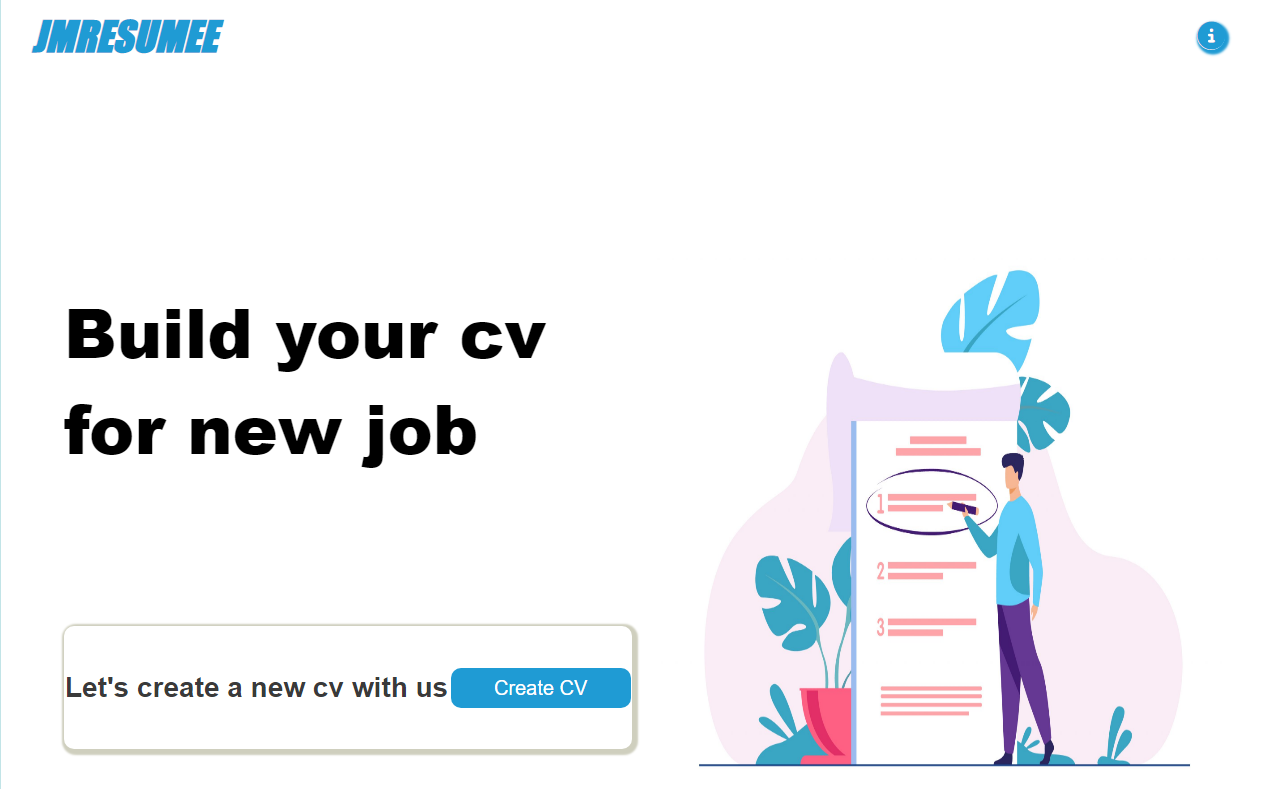 JMRESUMEE
i
Build your cv
for new job
1
2
3
Let's create a new cv with us Create CV